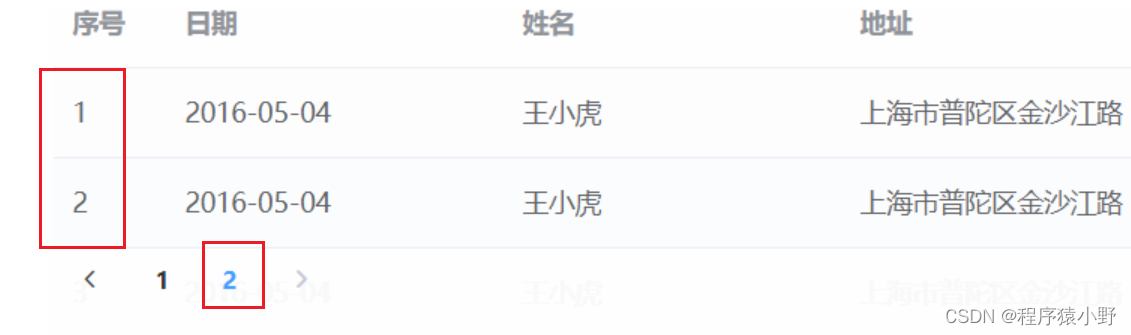 序号 日期 姓名 地址
1 2016-05-04 王小虎 上海市普陀区金沙江路
2 2016-05-04 王小虎 上海市普陀区金沙江路
< 1 2 >
3 2016-05-04 王小虎 上海市普陀区金沙江路
CSDN @程序猿小野